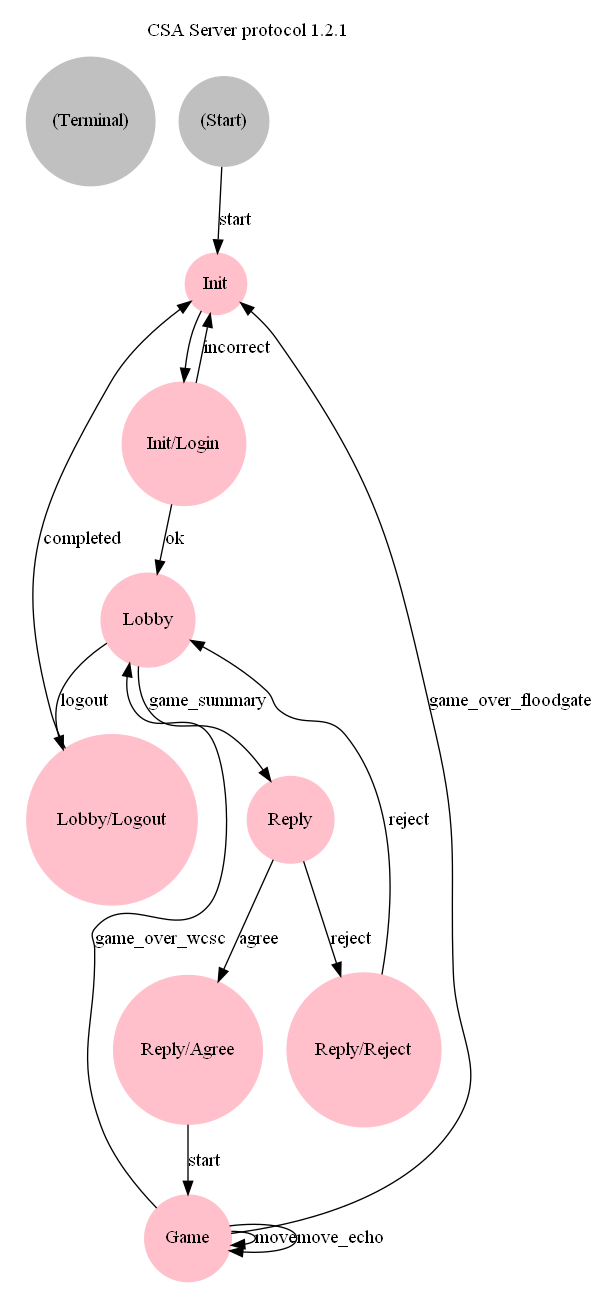 CSA Server protocol 1.2.1
(Terminal)
(Start)
start
Init
incorrect
Init/Login
completed
ok
Lobby
logout
game_summary
game_over_floodgate
Lobby/Logout
Reply
reject
game_over_wcsc
agree
reject
Reply/Agree
Reply/Reject
start
Game
move
move_echo